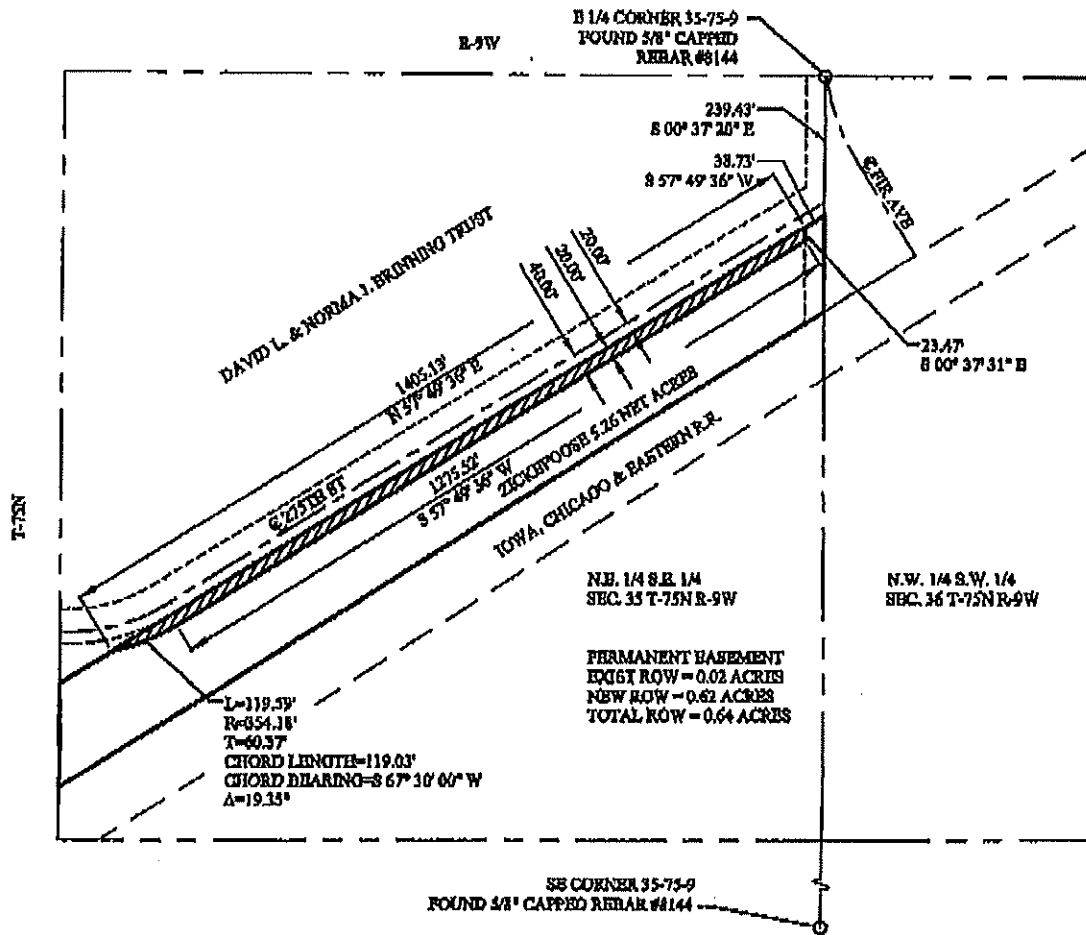 E 1/4 CORNER 35-75-9
FOUND 5/8" CAPPED
REBAR #8144
R-9W
239.43'
S 00° 37' 20" E
38.73'
S 57° 49' 36" W
℄ FIR AVE
DAVID L. & NORMA J. BRINNING TRUST
20.00'
20.00'
40.00'
1405.13'
N 57° 49' 36" E
23.47'
S 00° 37' 31" E
℄ 275TH ST
1275.52'
S 57° 49' 36" W
ZICKEFOOSE 5.26 NET ACRES
IOWA, CHICAGO & EASTERN R.R.
T-75N
N.E. 1/4 S.E. 1/4
SEC. 35 T-75N R-9W
N.W. 1/4 S.W. 1/4
SEC. 36 T-75N R-9W
PERMANENT EASEMENT
EXIST ROW = 0.02 ACRES
NEW ROW = 0.62 ACRES
TOTAL ROW = 0.64 ACRES
L=119.59'
R=354.18'
T=60.37'
CHORD LENGTH=119.03'
CHORD BEARING=S 67° 30' 00" W
Δ=19.35°
SE CORNER 35-75-9
FOUND 5/8" CAPPED REBAR #8144